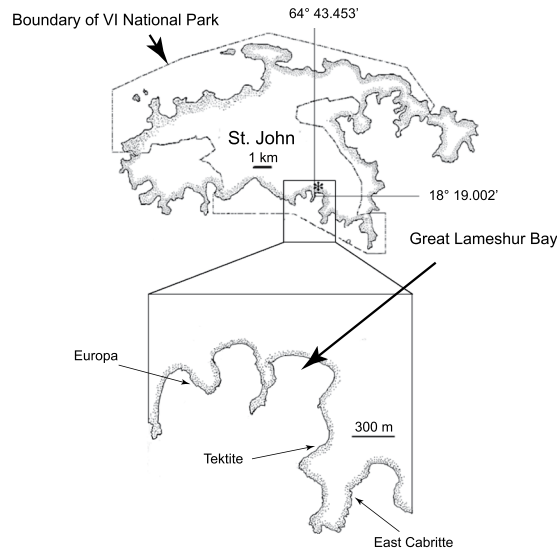 64° 43.453’
Boundary of VI National Park
St. John
1 km
*
18° 19.002’
Great Lameshur Bay
Europa
300 m
Tektite
East Cabritte